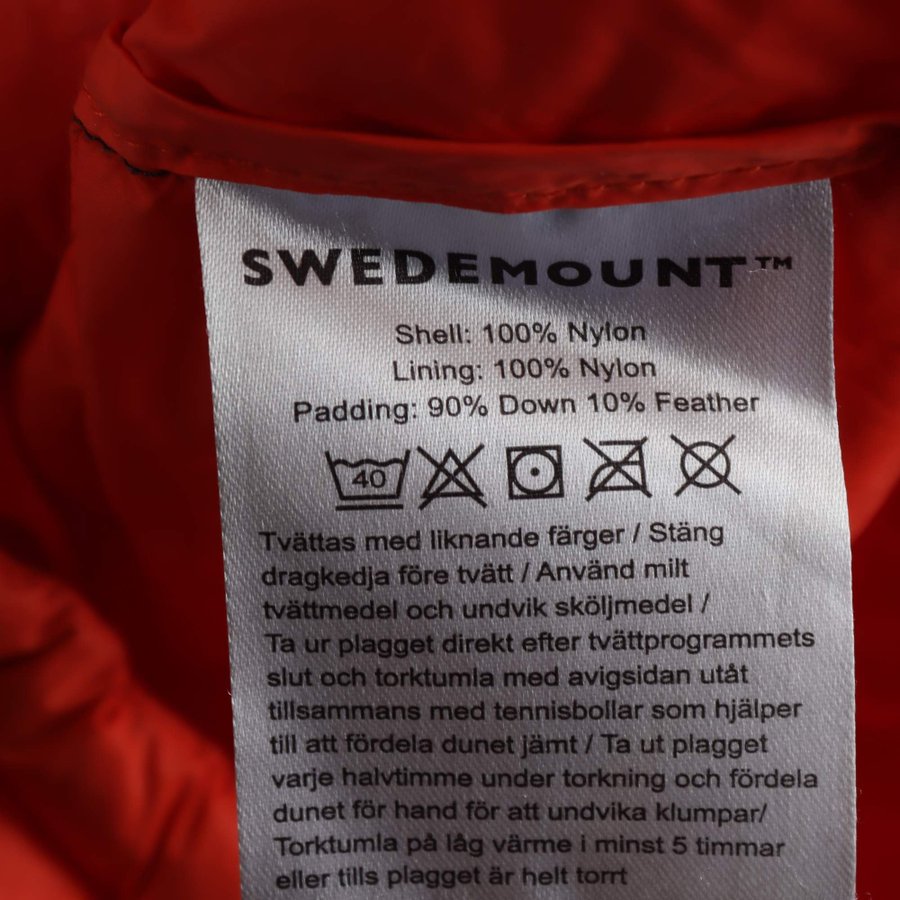 SWEDEMOUNT™
Shell: 100% Nylon
Lining: 100% Nylon
Padding: 90% Down 10% Feather
40
Tvättas med liknande färger / Stäng
dragkedja före tvätt / Använd milt
tvättmedel och undvik sköljmedel /
Ta ur plagget direkt efter tvättprogrammets
slut och torktumla med avigsidan utåt
tillsammans med tennisbollar som hjälper
till att fördela dunet jämt / Ta ut plagget
varje halvtimme under torkning och fördela
dunet för hand för att undvika klumpar/
Torktumla på låg värme i minst 5 timmar
eller tills plagget är helt torrt